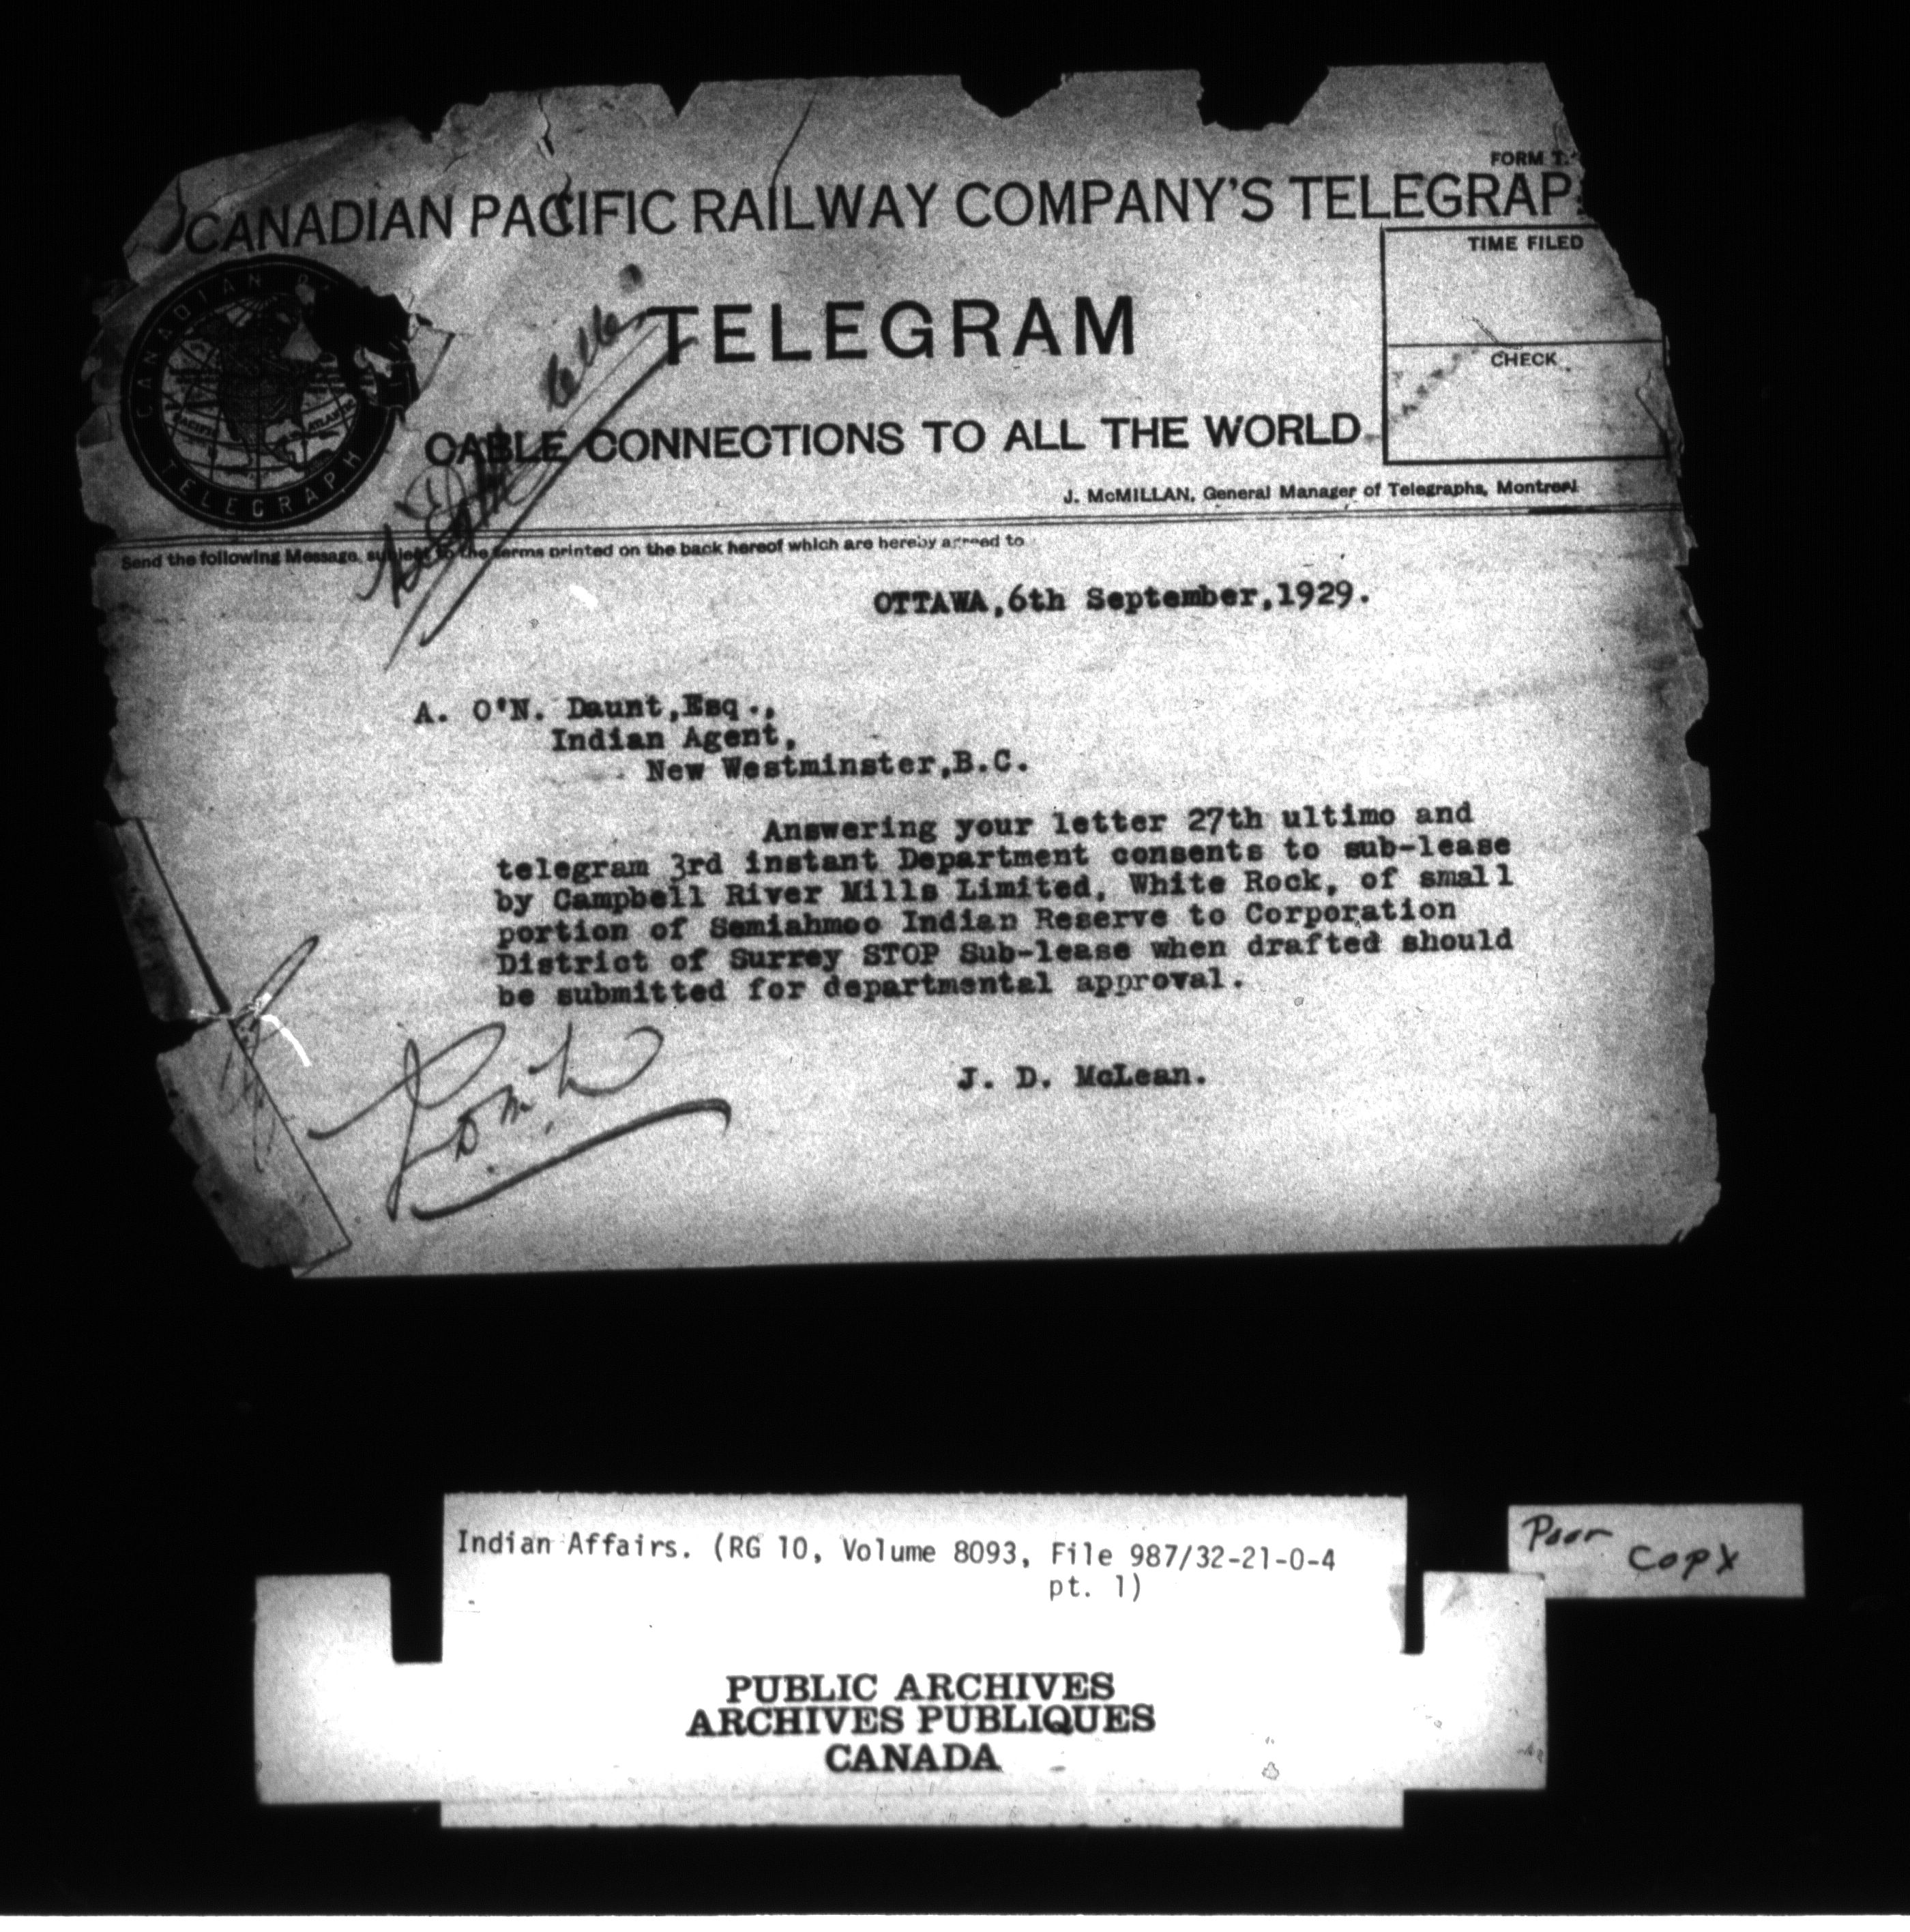 FORM T.
CANADIAN PACIFIC RAILWAY COMPANY'S TELEGRAP
TIME FILED
TELEGRAM
CHECK
CABLE CONNECTIONS TO ALL THE WORLD
CANADIAN
PACIFIC ATLANTIC
TELEGRAPH
J. McMILLAN, General Manager of Telegraphs, Montreal
Send the following Message, subject to the terms printed on the back hereof which are hereby agreed to
OTTAWA,6th September,1929.
A. O'N. Daunt,Esq.,
Indian Agent,
New Westminster,B.C.
Answering your letter 27th ultimo and
telegram 3rd instant Department consents to sub-lease
by Campbell River Mills Limited, White Rock, of small
portion of Semiahmoo Indian Reserve to Corporation
District of Surrey STOP Sub-lease when drafted should
be submitted for departmental approval.
J. D. McLean.
Indian Affairs. (RG 10, Volume 8093, File 987/32-21-0-4
pt. 1)
Poor
Copy
PUBLIC ARCHIVES
ARCHIVES PUBLIQUES
CANADA